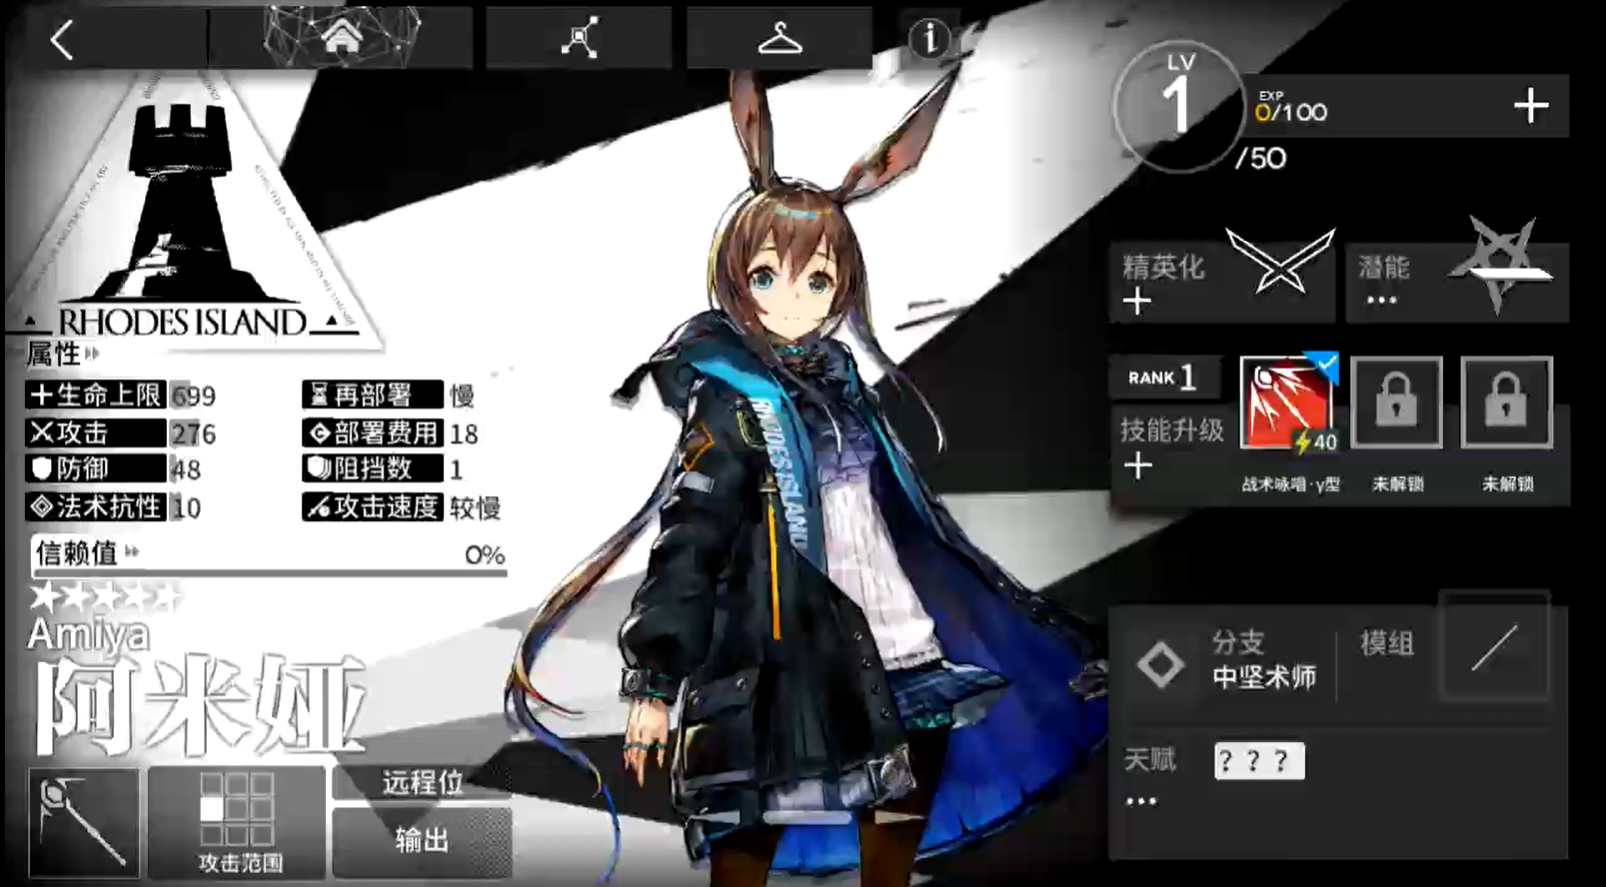 LV
1
/50
EXP
0/100
RHODES ISLAND
属性
生命上限 699
再部署 慢
攻击 276
部署费用 18
防御 48
阻挡数 1
法术抗性 10
攻击速度 较慢
信赖值 0%
Amiya
阿米娅
攻击范围
远程位
输出
RHODES ISLAND
精英化
潜能
RANK 1
技能升级
40
战术咏唱·γ型
未解锁
未解锁
分支
中坚术师
模组
天赋
? ? ?